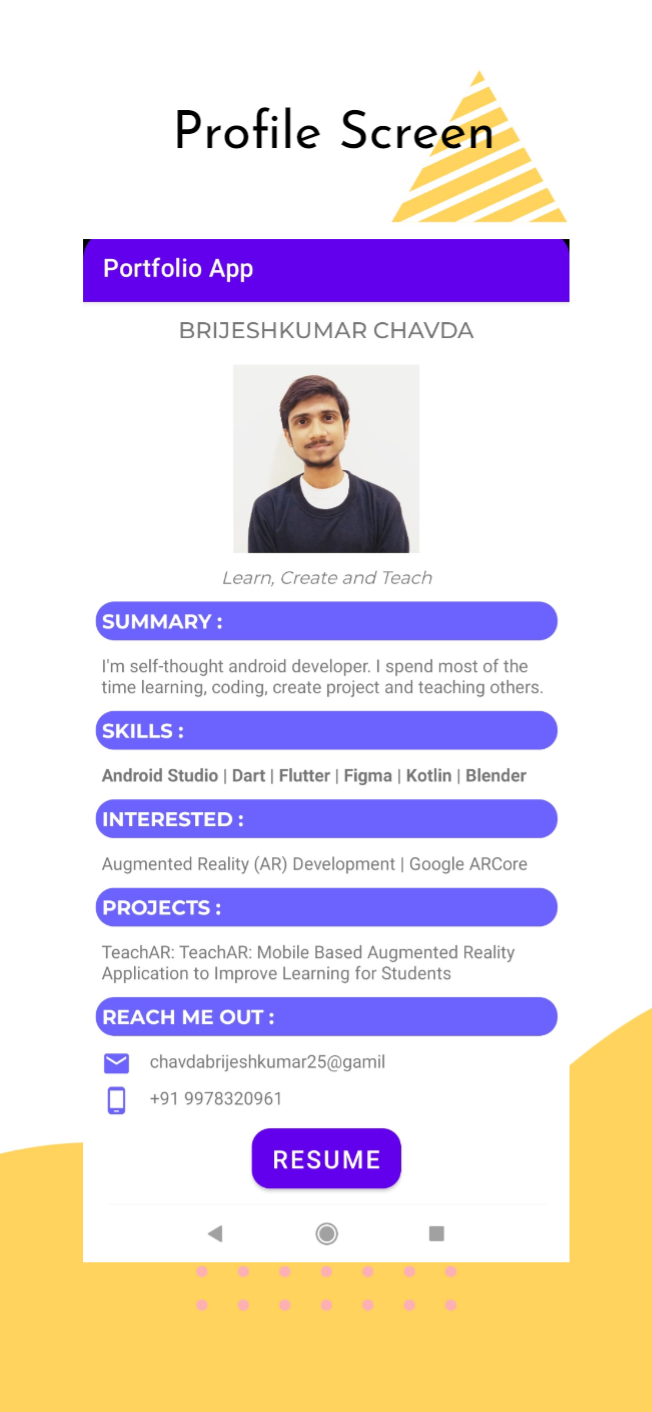 Profile Screen
Portfolio App
BRIJESHKUMAR CHAVDA
Learn, Create and Teach
SUMMARY :
I'm self-thought android developer. I spend most of the
time learning, coding, create project and teaching others.
SKILLS :
Android Studio | Dart | Flutter | Figma | Kotlin | Blender
INTERESTED :
Augmented Reality (AR) Development | Google ARCore
PROJECTS :
TeachAR: TeachAR: Mobile Based Augmented Reality
Application to Improve Learning for Students
REACH ME OUT :
chavdabrijeshkumar25@gamil
+91 9978320961
RESUME